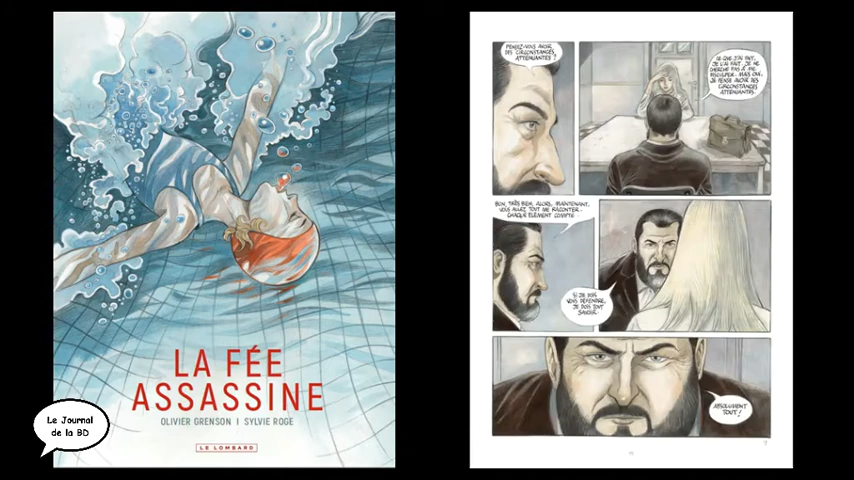 LA FÉE
ASSASSINE
OLIVIER GRENSON | SYLVIE ROGE
LE LOMBARD
Le Journal
de la BD
PENSEZ-VOUS AVOIR
DES CIRCONSTANCES
ATTÉNUANTES ?
CE QUE J'AI FAIT,
JE L'AI FAIT. JE NE
CHERCHE PAS À ME
DISCULPER. MAIS OUI,
JE PENSE AVOIR DES
CIRCONSTANCES
ATTÉNUANTES.
BON, TRÈS BIEN. ALORS, MAINTENANT,
VOUS ALLEZ TOUT ME RACONTER.
CHAQUE ÉLÉMENT COMPTE.
SI JE DOIS
VOUS DÉFENDRE,
JE DOIS TOUT
SAVOIR.
ABSOLUMENT
TOUT !